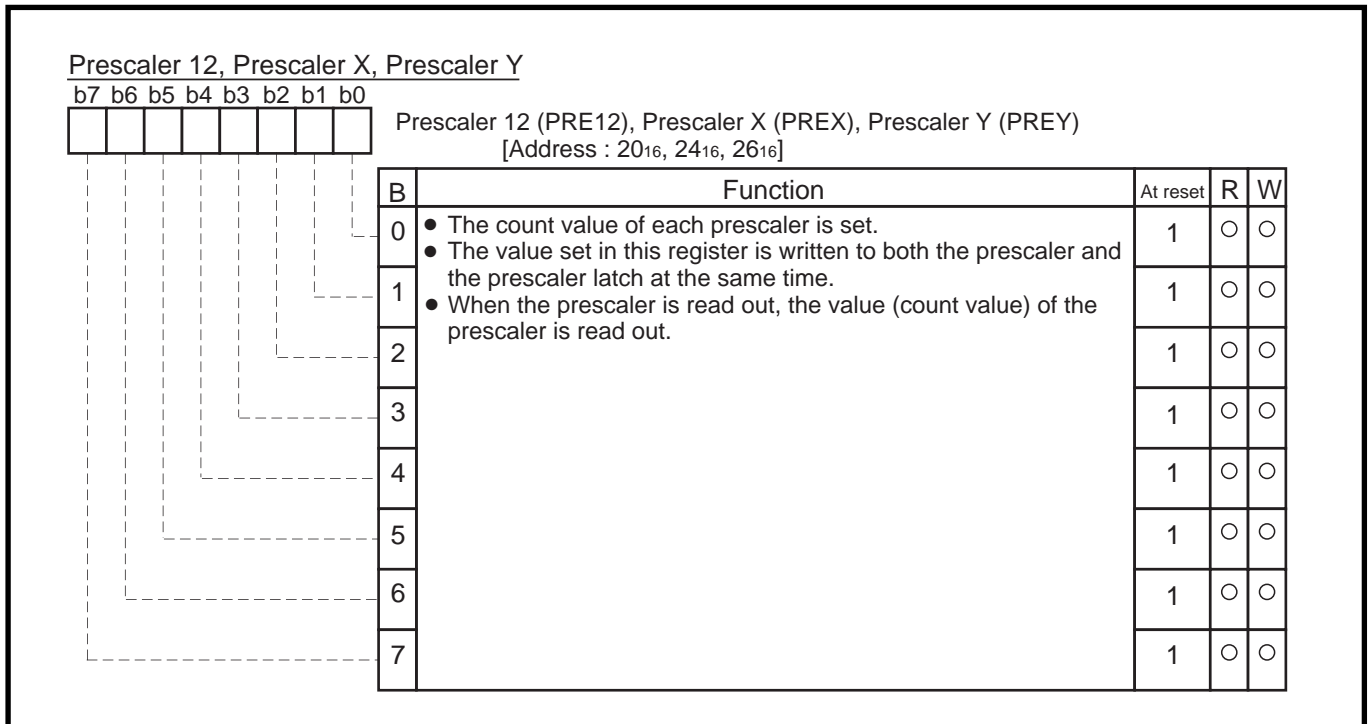 Prescaler 12, Prescaler X, Prescaler Y
b7 b6 b5 b4 b3 b2 b1 b0
Prescaler 12 (PRE12), Prescaler X (PREX), Prescaler Y (PREY)
[Address : 20₁₆, 24₁₆, 26₁₆]
B Function At reset R W
0 ● The count value of each prescaler is set. 1 ○ ○
● The value set in this register is written to both the prescaler and
the prescaler latch at the same time.
1 ● When the prescaler is read out, the value (count value) of the 1 ○ ○
prescaler is read out.
2 1 ○ ○
3 1 ○ ○
4 1 ○ ○
5 1 ○ ○
6 1 ○ ○
7 1 ○ ○